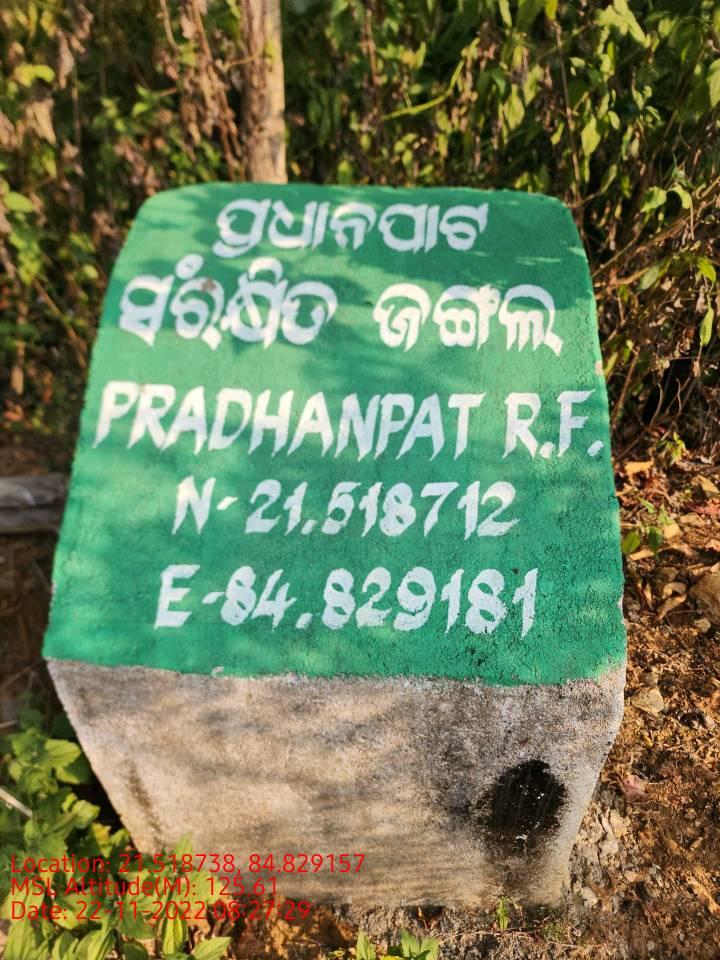 ପ୍ରଧାନପାଟ
ସଂରକ୍ଷିତ ଜଙ୍ଗଲ
PRADHANPAT R.F.
N-21.518712
E-84.829181
Location: 21.518738, 84.829157
MSL Altitude(M): 125.61
Date: 22-11-2022 08:27:29